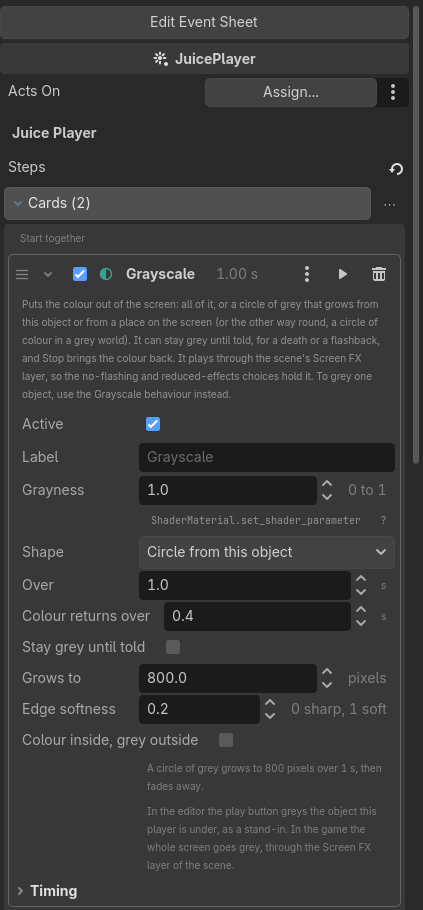 Edit Event Sheet
JuicePlayer
Acts On Assign...
Juice Player
Steps
Cards (2) ...
Start together
Grayscale 1.00 s
Puts the colour out of the screen: all of it, or a circle of grey that grows from
this object or from a place on the screen (or the other way round, a circle of
colour in a grey world). It can stay grey until told, for a death or a flashback,
and Stop brings the colour back. It plays through the scene's Screen FX
layer, so the no-flashing and reduced-effects choices hold it. To grey one
object, use the Grayscale behaviour instead.
Active
Label Grayscale
Grayness 1.0 0 to 1
ShaderMaterial.set_shader_parameter ?
Shape Circle from this object
Over 1.0 s
Colour returns over 0.4 s
Stay grey until told
Grows to 800.0 pixels
Edge softness 0.2 0 sharp, 1 soft
Colour inside, grey outside
A circle of grey grows to 800 pixels over 1 s, then
fades away.
In the editor the play button greys the object this
player is under, as a stand-in. In the game the
whole screen goes grey, through the Screen FX
layer of the scene.
Timing